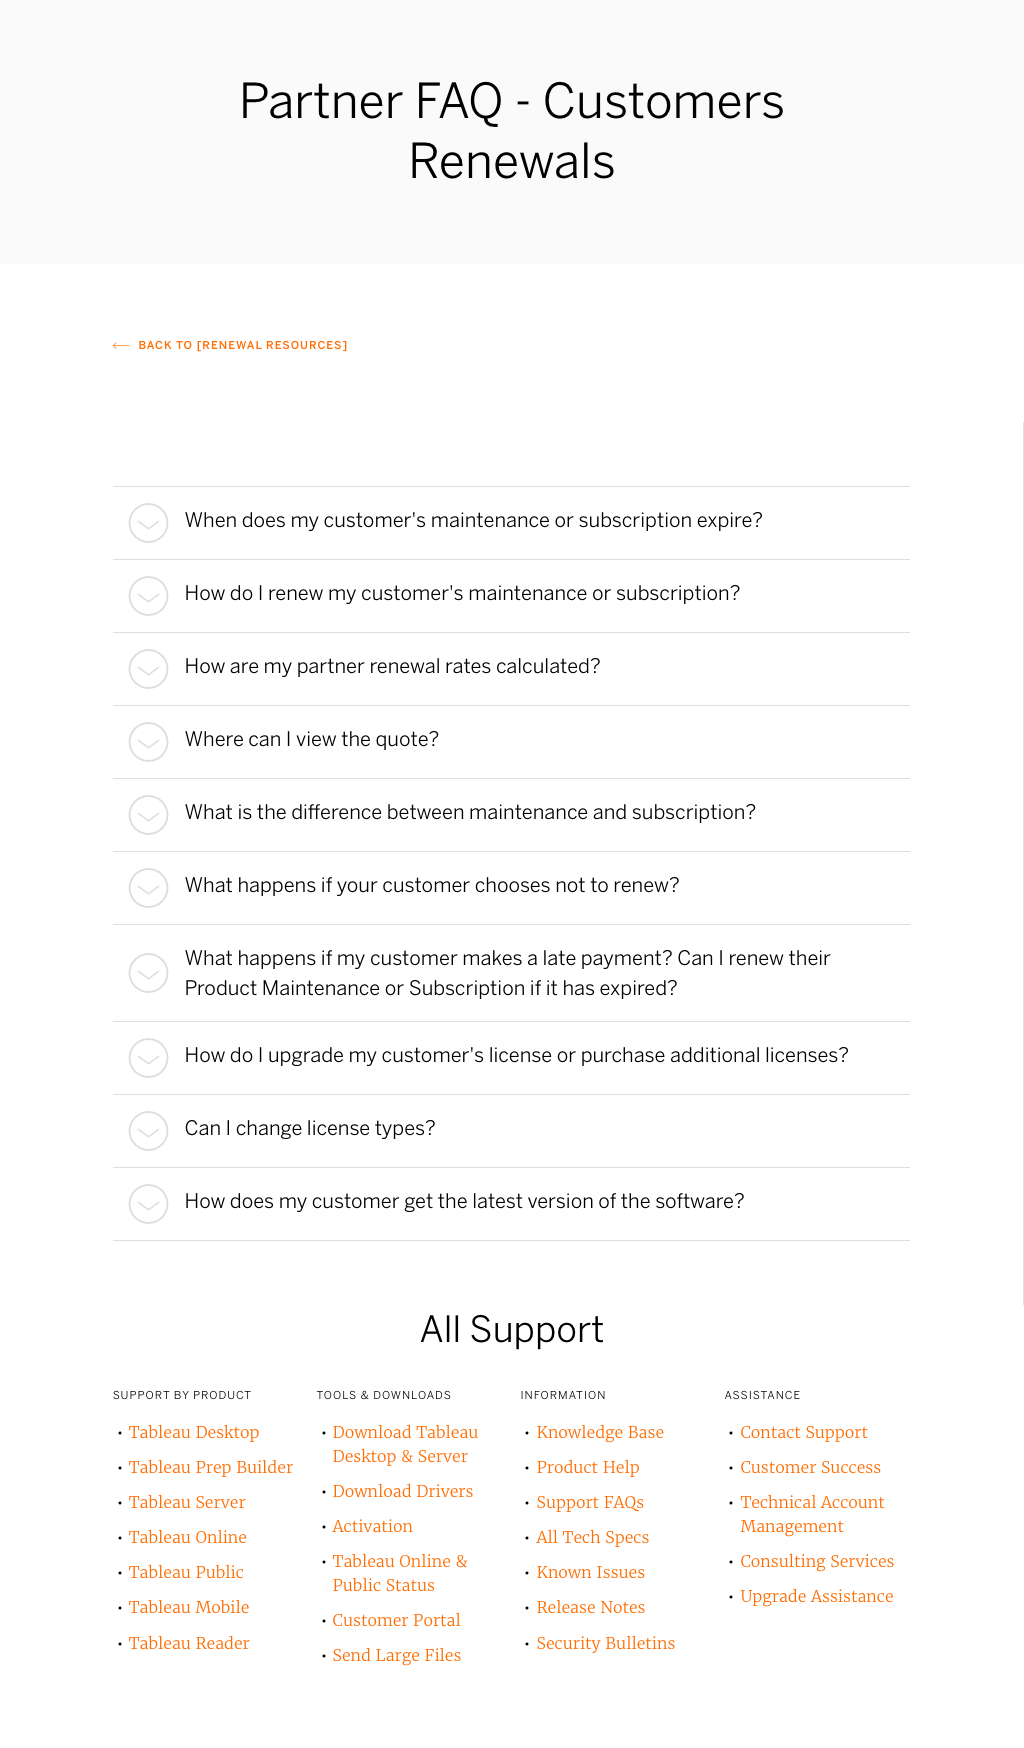 Partner FAQ - Customers
Renewals
BACK TO [RENEWAL RESOURCES]
When does my customer's maintenance or subscription expire?
How do I renew my customer's maintenance or subscription?
How are my partner renewal rates calculated?
Where can I view the quote?
What is the difference between maintenance and subscription?
What happens if your customer chooses not to renew?
What happens if my customer makes a late payment? Can I renew their
Product Maintenance or Subscription if it has expired?
How do I upgrade my customer's license or purchase additional licenses?
Can I change license types?
How does my customer get the latest version of the software?
All Support
SUPPORT BY PRODUCT
• Tableau Desktop
• Tableau Prep Builder
• Tableau Server
• Tableau Online
• Tableau Public
• Tableau Mobile
• Tableau Reader
TOOLS & DOWNLOADS
• Download Tableau
Desktop & Server
• Download Drivers
• Activation
• Tableau Online &
Public Status
• Customer Portal
• Send Large Files
INFORMATION
• Knowledge Base
• Product Help
• Support FAQs
• All Tech Specs
• Known Issues
• Release Notes
• Security Bulletins
ASSISTANCE
• Contact Support
• Customer Success
• Technical Account
Management
• Consulting Services
• Upgrade Assistance